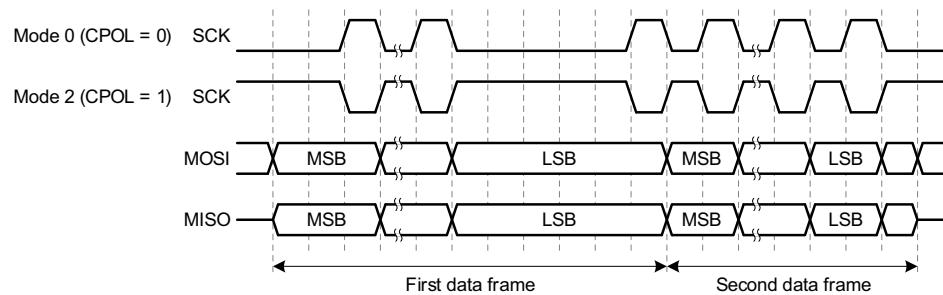 Mode 0 (CPOL = 0) SCK
Mode 2 (CPOL = 1) SCK
MOSI MSB LSB MSB LSB
MISO MSB LSB MSB LSB
First data frame Second data frame